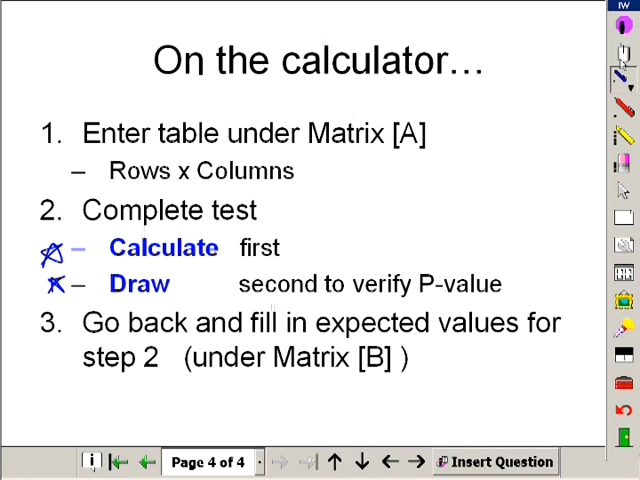 IW
On the calculator…
1. Enter table under Matrix [A]
– Rows x Columns
2. Complete test
– Calculate first
– Draw second to verify P-value
3. Go back and fill in expected values for
step 2 (under Matrix [B] )
Page 4 of 4 Insert Question